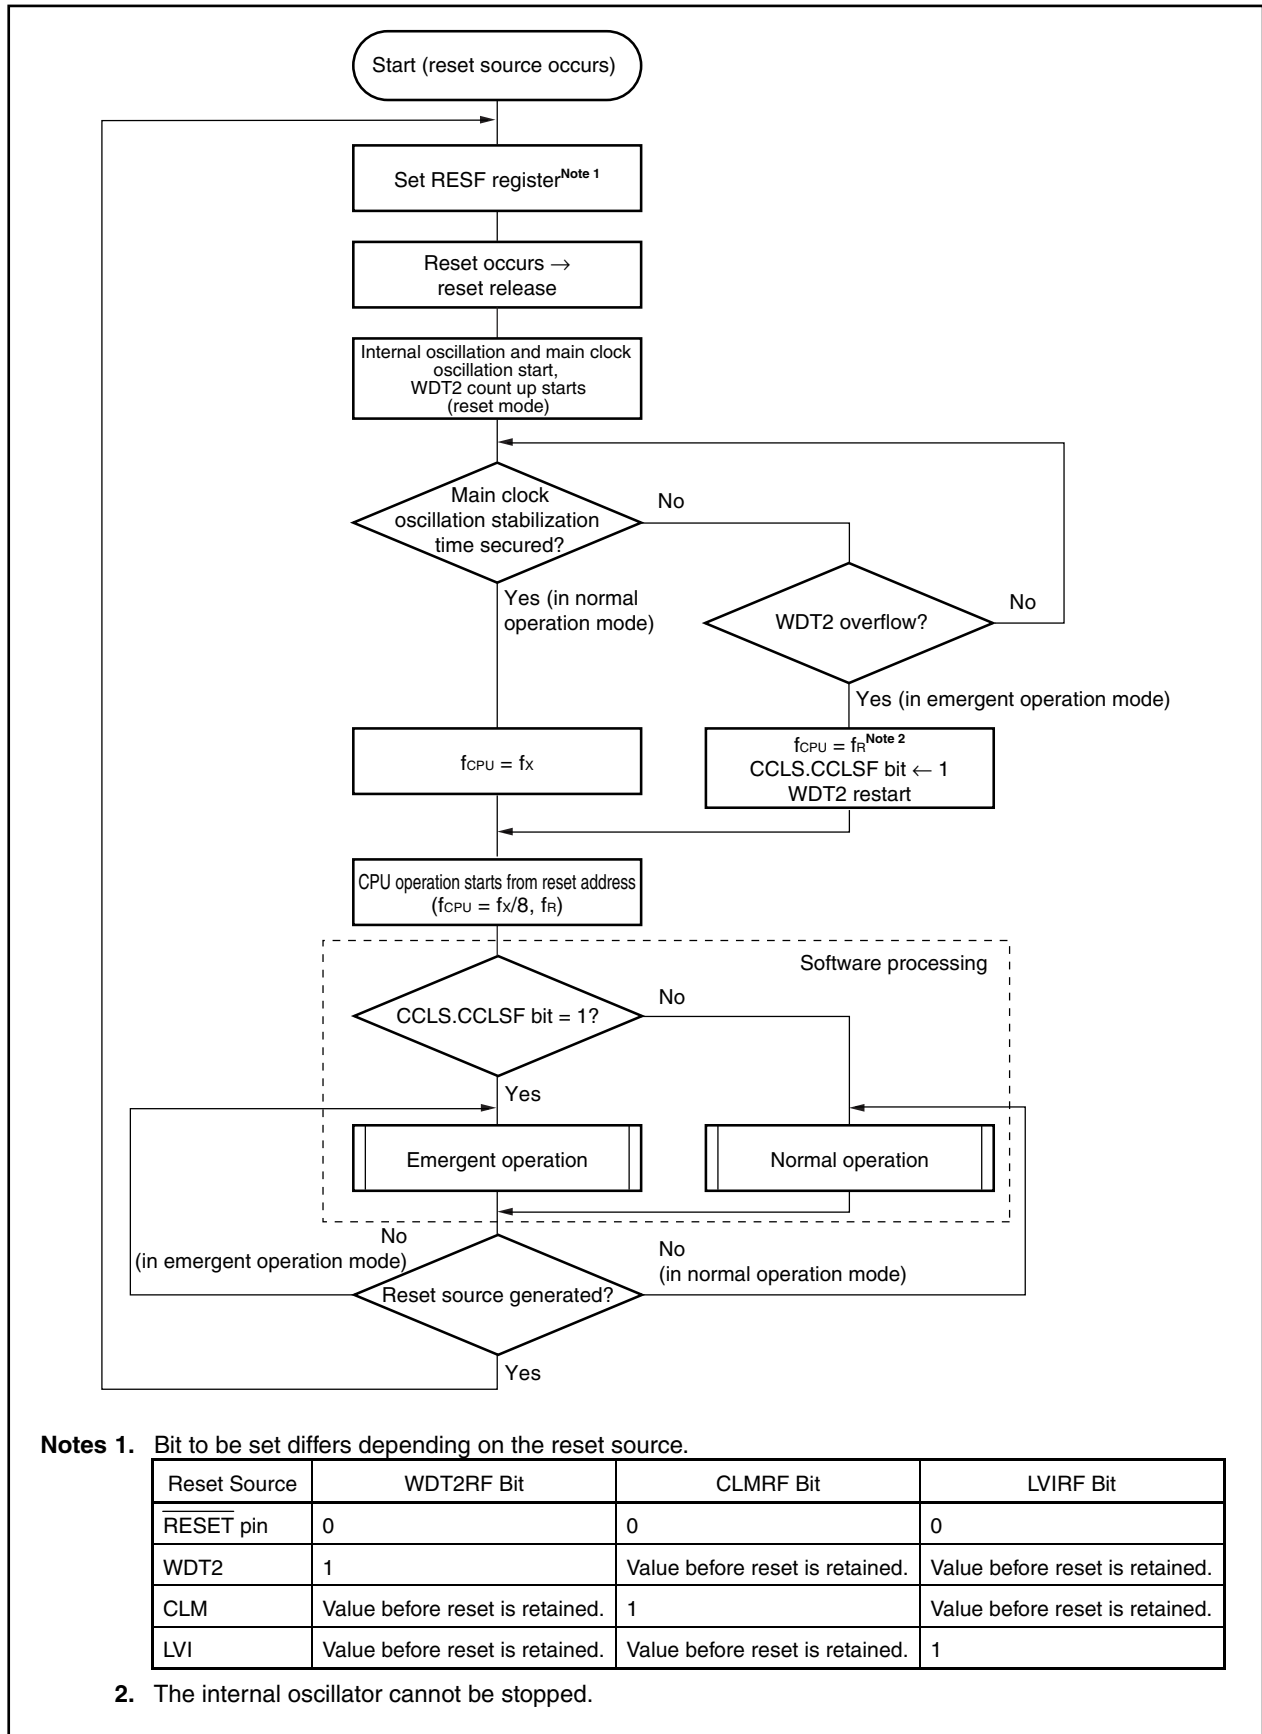 Start (reset source occurs)
Set RESF register Note 1
Reset occurs →
reset release
Internal oscillation and main clock
oscillation start,
WDT2 count up starts
(reset mode)
Main clock
oscillation stabilization
time secured?
No
Yes (in normal
operation mode)
WDT2 overflow?
No
Yes (in emergent operation mode)
fCPU = fX
fCPU = fR Note 2
CCLS.CCLSF bit ← 1
WDT2 restart
CPU operation starts from reset address
(fCPU = fX/8, fR)
Software processing
CCLS.CCLSF bit = 1?
No
Yes
Emergent operation
Normal operation
No
(in emergent operation mode)
No
(in normal operation mode)
Reset source generated?
Yes
Notes 1. Bit to be set differs depending on the reset source.
Reset Source WDT2RF Bit CLMRF Bit LVIRF Bit
RESET pin 0 0 0
WDT2 1 Value before reset is retained. Value before reset is retained.
CLM Value before reset is retained. 1 Value before reset is retained.
LVI Value before reset is retained. Value before reset is retained. 1
2. The internal oscillator cannot be stopped.